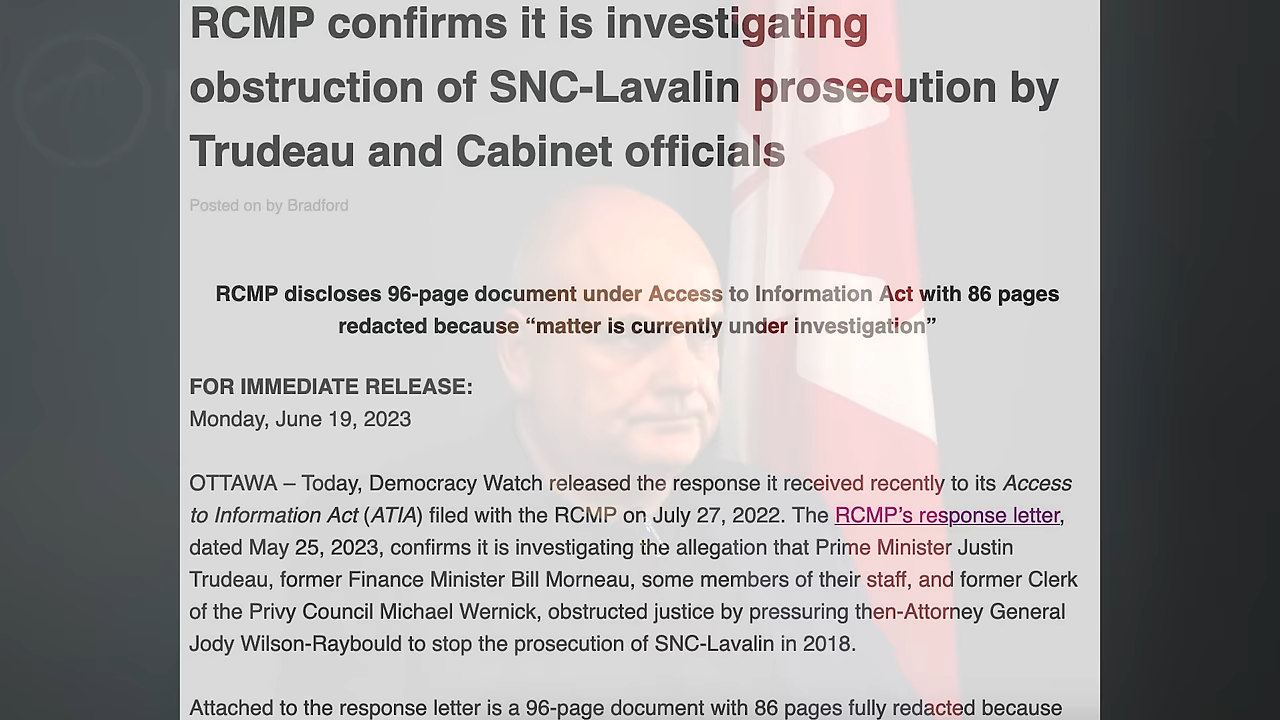 RCMP confirms it is investigating
obstruction of SNC-Lavalin prosecution by
Trudeau and Cabinet officials
Posted on by Bradford
RCMP discloses 96-page document under Access to Information Act with 86 pages
redacted because “matter is currently under investigation”
FOR IMMEDIATE RELEASE:
Monday, June 19, 2023
OTTAWA – Today, Democracy Watch released the response it received recently to its Access
to Information Act (ATIA) filed with the RCMP on July 27, 2022. The RCMP’s response letter,
dated May 25, 2023, confirms it is investigating the allegation that Prime Minister Justin
Trudeau, former Finance Minister Bill Morneau, some members of their staff, and former Clerk
of the Privy Council Michael Wernick, obstructed justice by pressuring then-Attorney General
Jody Wilson-Raybould to stop the prosecution of SNC-Lavalin in 2018.
Attached to the response letter is a 96-page document with 86 pages fully redacted because